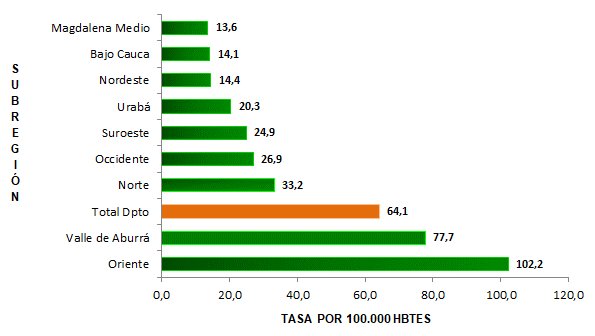 SUBREGIÓN
Magdalena Medio 13,6
Bajo Cauca 14,1
Nordeste 14,4
Urabá 20,3
Suroeste 24,9
Occidente 26,9
Norte 33,2
Total Dpto 64,1
Valle de Aburrá 77,7
Oriente 102,2
0,0 20,0 40,0 60,0 80,0 100,0 120,0
TASA POR 100.000 HBTES